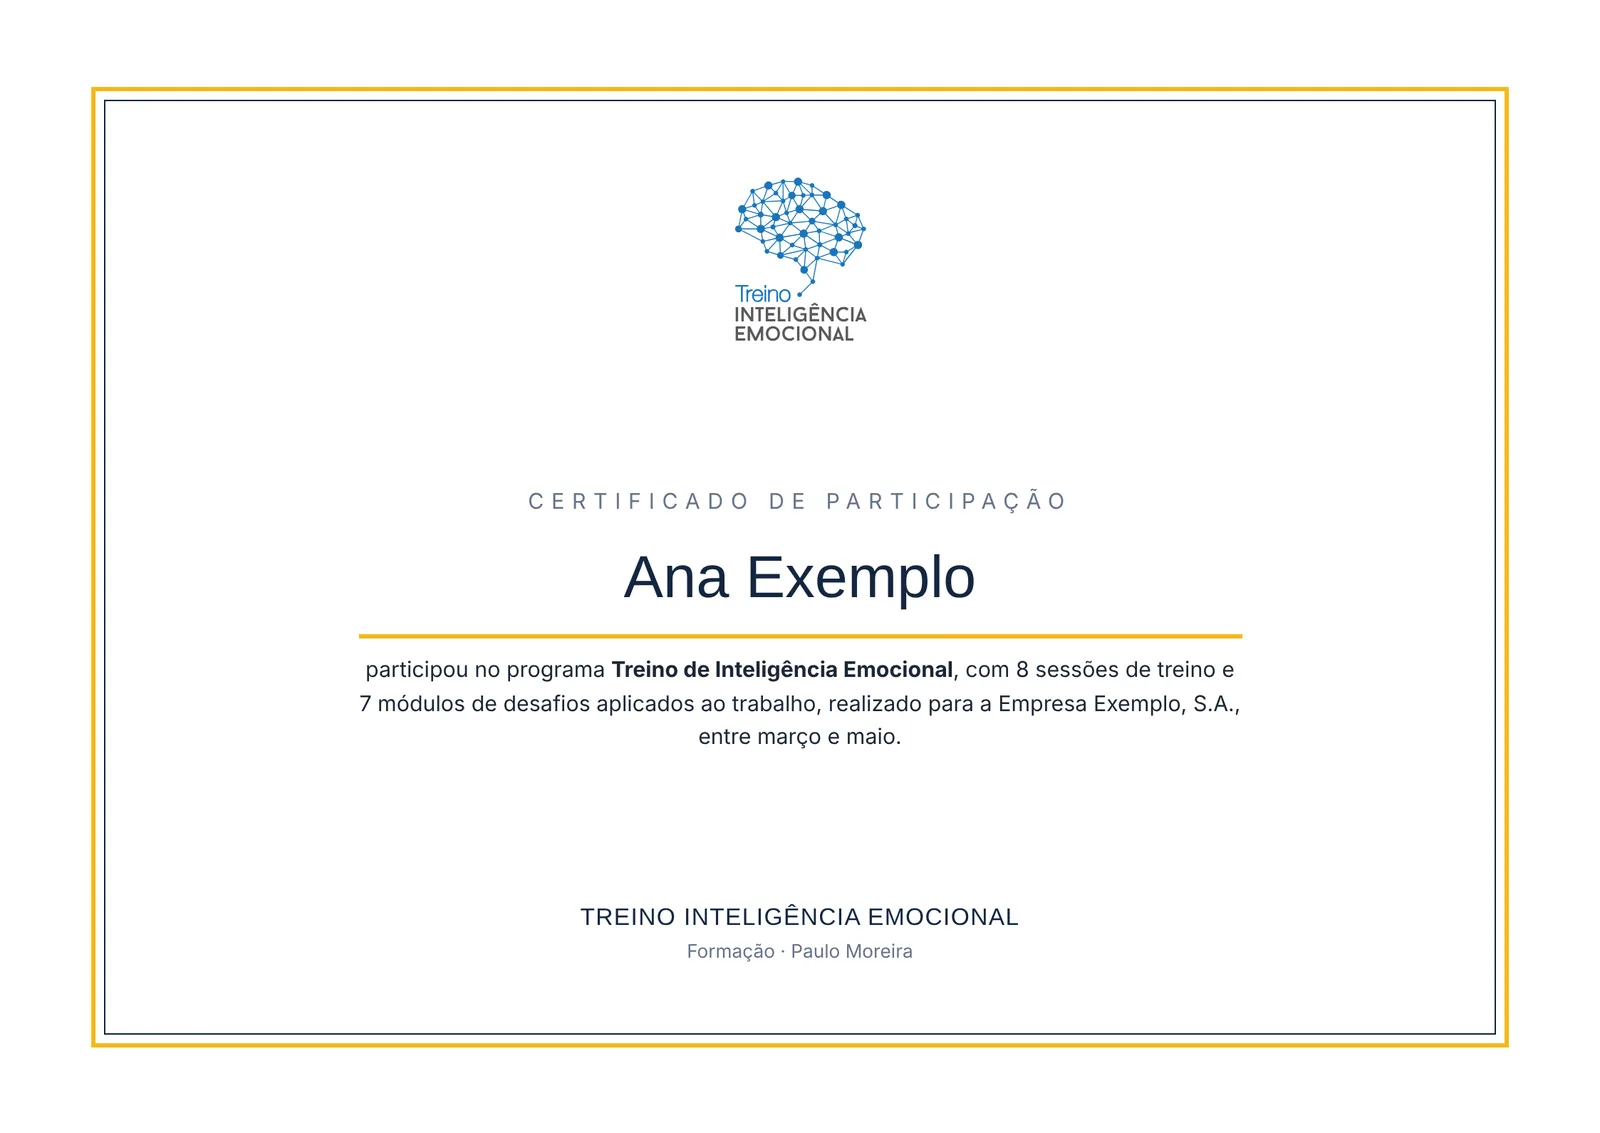 Treino
INTELIGÊNCIA
EMOCIONAL
CERTIFICADO DE PARTICIPAÇÃO
Ana Exemplo
participou no programa Treino de Inteligência Emocional, com 8 sessões de treino e
7 módulos de desafios aplicados ao trabalho, realizado para a Empresa Exemplo, S.A.,
entre março e maio.
TREINO INTELIGÊNCIA EMOCIONAL
Formação · Paulo Moreira